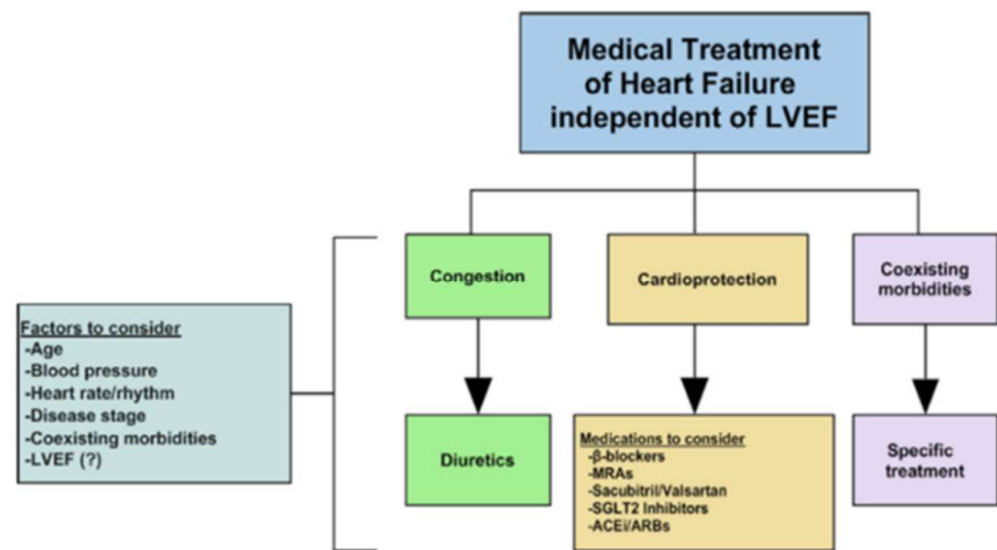 Medical Treatment
of Heart Failure
independent of LVEF
Congestion
Cardioprotection
Coexisting
morbidities
Factors to consider
-Age
-Blood pressure
-Heart rate/rhythm
-Disease stage
-Coexisting morbidities
-LVEF (?)
Diuretics
Medications to consider
-β-blockers
-MRAs
-Sacubitril/Valsartan
-SGLT2 Inhibitors
-ACEi/ARBs
Specific
treatment